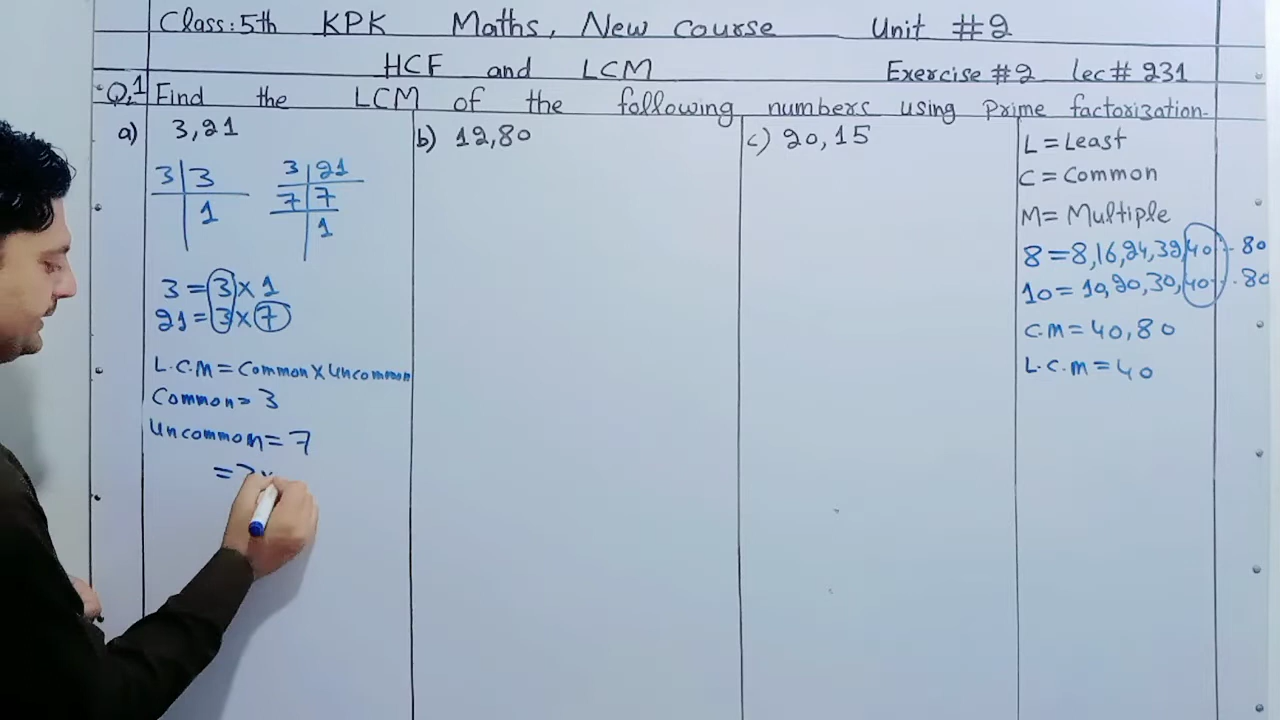 Class: 5th KPK Maths, New course Unit #2
HCF and LCM Exercise #2 lec# 231
Q.1 Find the LCM of the following numbers using Prime factorization.
a) 3,21
3 | 3
1
3 | 21
7 | 7
1
3 = 3 × 1
21 = 3 × 7
L.C.M = Common × Uncommon
Common = 3
Uncommon = 7
= 3 ×
b) 12,80
c) 20,15
L = Least
C = Common
M = Multiple
8 = 8,16,24,32,40 - - 80
10 = 10,20,30,40 - - 80
C.M = 40,80
L.C.M = 40